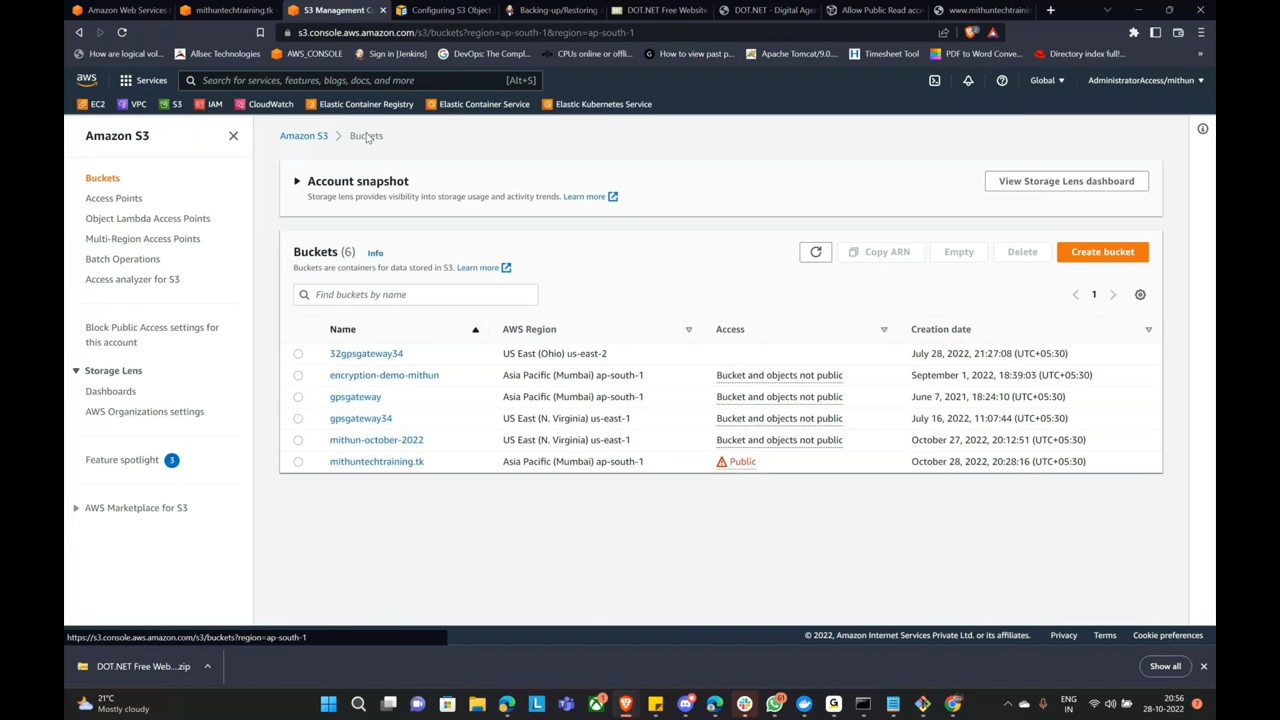 Amazon Web Services
mithuntechtraining.tk
S3 Management C
Configuring S3 Object
Backing-up/Restoring
DOT.NET Free Website
DOT.NET - Digital Agen
Allow Public Read acce
www.mithuntechtrainin
s3.console.aws.amazon.com/s3/buckets?region=ap-south-1&region=ap-south-1
How are logical vol...
Allsec Technologies
AWS_CONSOLE
Sign in [Jenkins]
DevOps: The Compl...
CPUs online or offli...
How to view past p...
Apache Tomcat/9.0....
Timesheet Tool
PDF to Word Conve...
Directory index full!...
»
aws
Services
Search for services, features, blogs, docs, and more
[Alt+S]
Global
AdministratorAccess/mithun
EC2
VPC
S3
IAM
CloudWatch
Elastic Container Registry
Elastic Container Service
Elastic Kubernetes Service
Amazon S3
Buckets
Access Points
Object Lambda Access Points
Multi-Region Access Points
Batch Operations
Access analyzer for S3
Block Public Access settings for
this account
Storage Lens
Dashboards
AWS Organizations settings
Feature spotlight 3
AWS Marketplace for S3
Amazon S3 > Buckets
Account snapshot
Storage lens provides visibility into storage usage and activity trends. Learn more
View Storage Lens dashboard
Buckets (6) Info
Buckets are containers for data stored in S3. Learn more
Copy ARN
Empty
Delete
Create bucket
Find buckets by name
1
Name AWS Region Access Creation date
32gpsgateway34 US East (Ohio) us-east-2 July 28, 2022, 21:27:08 (UTC+05:30)
encryption-demo-mithun Asia Pacific (Mumbai) ap-south-1 Bucket and objects not public September 1, 2022, 18:39:03 (UTC+05:30)
gpsgateway Asia Pacific (Mumbai) ap-south-1 Bucket and objects not public June 7, 2021, 18:24:10 (UTC+05:30)
gpsgateway34 US East (N. Virginia) us-east-1 Bucket and objects not public July 16, 2022, 11:07:44 (UTC+05:30)
mithun-october-2022 US East (N. Virginia) us-east-1 Bucket and objects not public October 27, 2022, 20:12:51 (UTC+05:30)
mithuntechtraining.tk Asia Pacific (Mumbai) ap-south-1 Public October 28, 2022, 20:28:16 (UTC+05:30)
https://s3.console.aws.amazon.com/s3/buckets?region=ap-south-1
© 2022, Amazon Internet Services Private Ltd. or its affiliates.
Privacy
Terms
Cookie preferences
DOT.NET Free Web....zip
Show all
21°C
Mostly cloudy
ENG
IN
20:56
28-10-2022